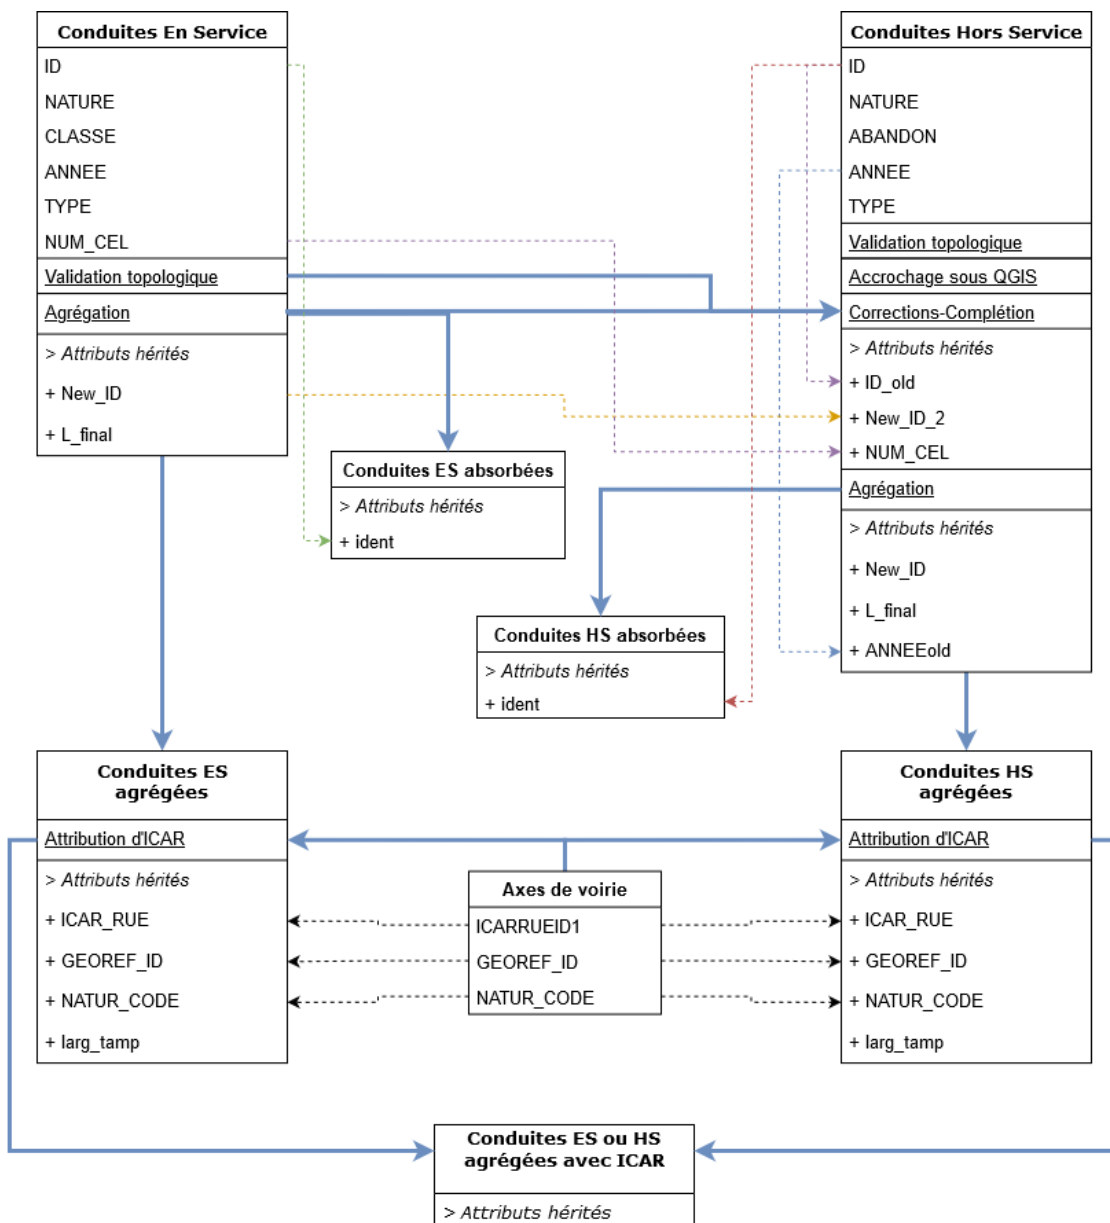 Conduites En Service
ID
NATURE
CLASSE
ANNEE
TYPE
NUM_CEL
Validation topologique
Agrégation
> Attributs hérités
+ New_ID
+ L_final
Conduites Hors Service
ID
NATURE
ABANDON
ANNEE
TYPE
Validation topologique
Accrochage sous QGIS
Corrections-Complétion
> Attributs hérités
+ ID_old
+ New_ID_2
+ NUM_CEL
Agrégation
> Attributs hérités
+ New_ID
+ L_final
+ ANNEEold
Conduites ES absorbées
> Attributs hérités
+ ident
Conduites HS absorbées
> Attributs hérités
+ ident
Conduites ES
agrégées
Attribution d'ICAR
> Attributs hérités
+ ICAR_RUE
+ GEOREF_ID
+ NATUR_CODE
+ larg_tamp
Axes de voirie
ICARRUEID1
GEOREF_ID
NATUR_CODE
Conduites HS
agrégées
Attribution d'ICAR
> Attributs hérités
+ ICAR_RUE
+ GEOREF_ID
+ NATUR_CODE
+ larg_tamp
Conduites ES ou HS
agrégées avec ICAR
> Attributs hérités